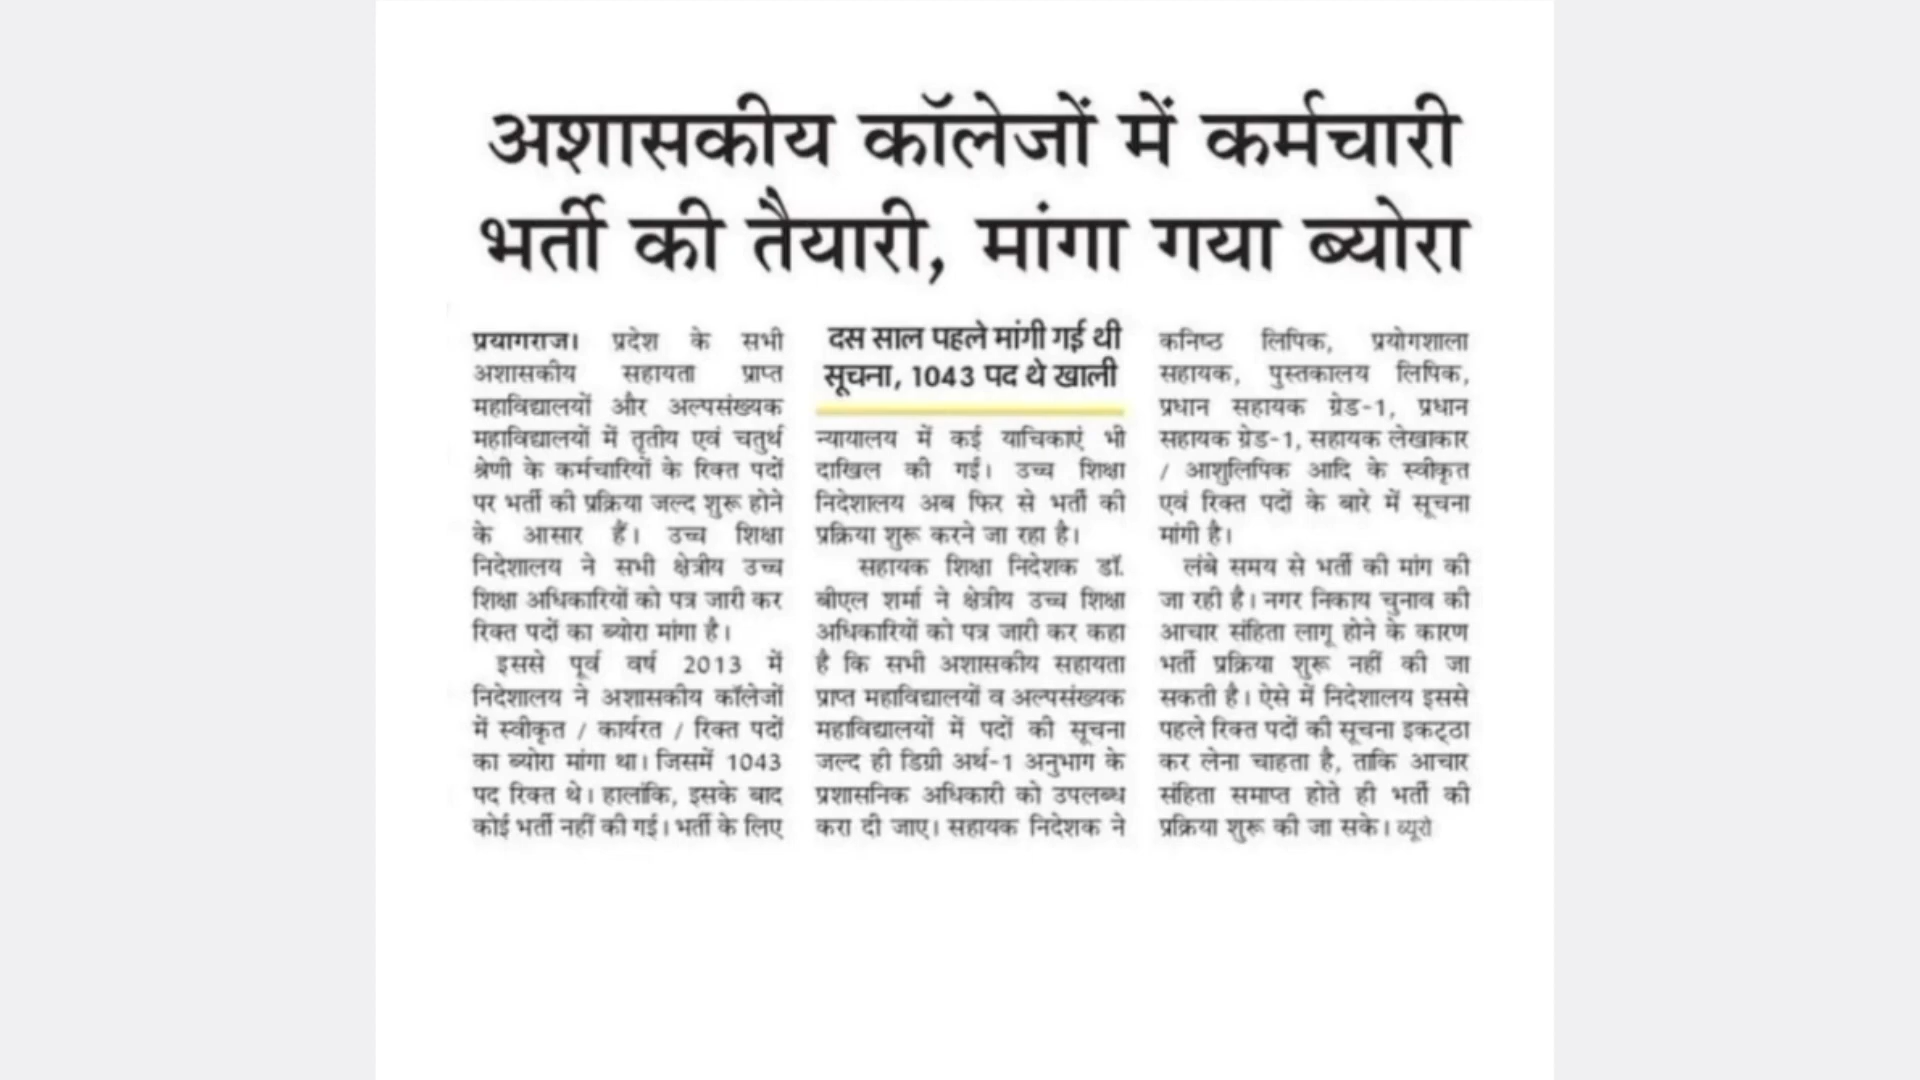 अशासकीय कॉलेजों में कर्मचारी
भर्ती की तैयारी, मांगा गया ब्योरा
प्रयागराज। प्रदेश के सभी
अशासकीय सहायता प्राप्त
महाविद्यालयों और अल्पसंख्यक
महाविद्यालयों में तृतीय एवं चतुर्थ
श्रेणी के कर्मचारियों के रिक्त पदों
पर भर्ती की प्रक्रिया जल्द शुरू होने
के आसार हैं। उच्च शिक्षा
निदेशालय ने सभी क्षेत्रीय उच्च
शिक्षा अधिकारियों को पत्र जारी कर
रिक्त पदों का ब्योरा मांगा है।
इससे पूर्व वर्ष 2013 में
निदेशालय ने अशासकीय कॉलेजों
में स्वीकृत / कार्यरत / रिक्त पदों
का ब्योरा मांगा था। जिसमें 1043
पद रिक्त थे। हालांकि, इसके बाद
कोई भर्ती नहीं की गई। भर्ती के लिए
दस साल पहले मांगी गई थी
सूचना, 1043 पद थे खाली
न्यायालय में कई याचिकाएं भी
दाखिल की गईं। उच्च शिक्षा
निदेशालय अब फिर से भर्ती की
प्रक्रिया शुरू करने जा रहा है।
सहायक शिक्षा निदेशक डॉ.
बीएल शर्मा ने क्षेत्रीय उच्च शिक्षा
अधिकारियों को पत्र जारी कर कहा
है कि सभी अशासकीय सहायता
प्राप्त महाविद्यालयों व अल्पसंख्यक
महाविद्यालयों में पदों की सूचना
जल्द ही डिग्री अर्थ-1 अनुभाग के
प्रशासनिक अधिकारी को उपलब्ध
करा दी जाए। सहायक निदेशक ने
कनिष्ठ लिपिक, प्रयोगशाला
सहायक, पुस्तकालय लिपिक,
प्रधान सहायक ग्रेड-1, प्रधान
सहायक ग्रेड-1, सहायक लेखाकार
/ आशुलिपिक आदि के स्वीकृत
एवं रिक्त पदों के बारे में सूचना
मांगी है।
लंबे समय से भर्ती की मांग की
जा रही है। नगर निकाय चुनाव की
आचार संहिता लागू होने के कारण
भर्ती प्रक्रिया शुरू नहीं की जा
सकती है। ऐसे में निदेशालय इससे
पहले रिक्त पदों की सूचना इकट्ठा
कर लेना चाहता है, ताकि आचार
संहिता समाप्त होते ही भर्ती की
प्रक्रिया शुरू की जा सके। ब्यूरो